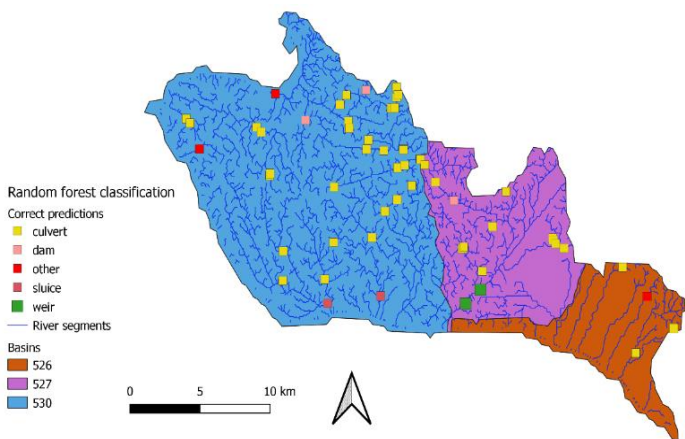 Random forest classification
Correct predictions
culvert
dam
other
sluice
weir
River segments
Basins
526
527
530
0 5 10 km